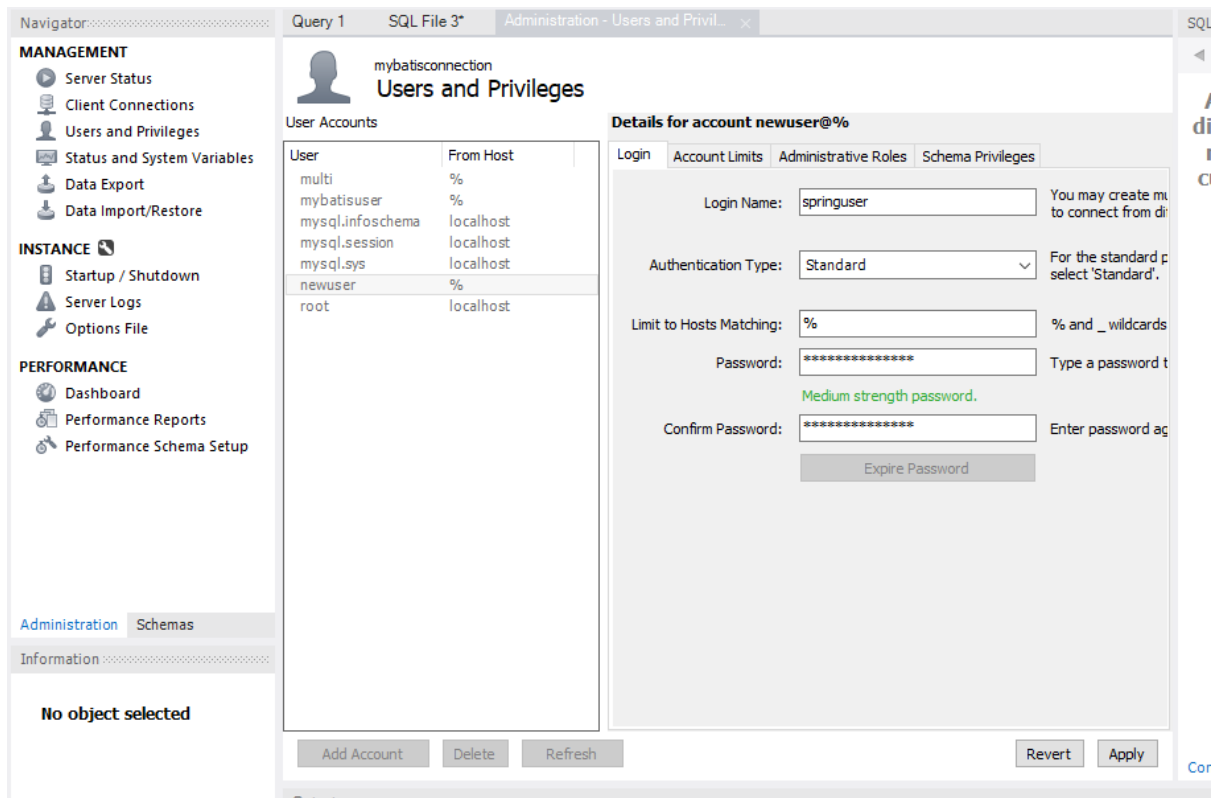 Navigator
MANAGEMENT
Server Status
Client Connections
Users and Privileges
Status and System Variables
Data Export
Data Import/Restore
INSTANCE
Startup / Shutdown
Server Logs
Options File
PERFORMANCE
Dashboard
Performance Reports
Performance Schema Setup
Administration Schemas
Information
No object selected
Query 1 SQL File 3* Administration - Users and Privil...
mybatisconnection
Users and Privileges
User Accounts
User From Host
multi %
mybatisuser %
mysql.infoschema localhost
mysql.session localhost
mysql.sys localhost
newuser %
root localhost
Add Account Delete Refresh
Details for account newuser@%
Login Account Limits Administrative Roles Schema Privileges
Login Name: springuser You may create mu
to connect from di
Authentication Type: Standard For the standard p
select 'Standard'.
Limit to Hosts Matching: % % and _ wildcards
Password: ************** Type a password t
Medium strength password.
Confirm Password: ************** Enter password ag
Expire Password
Revert Apply
SQL
di
Con